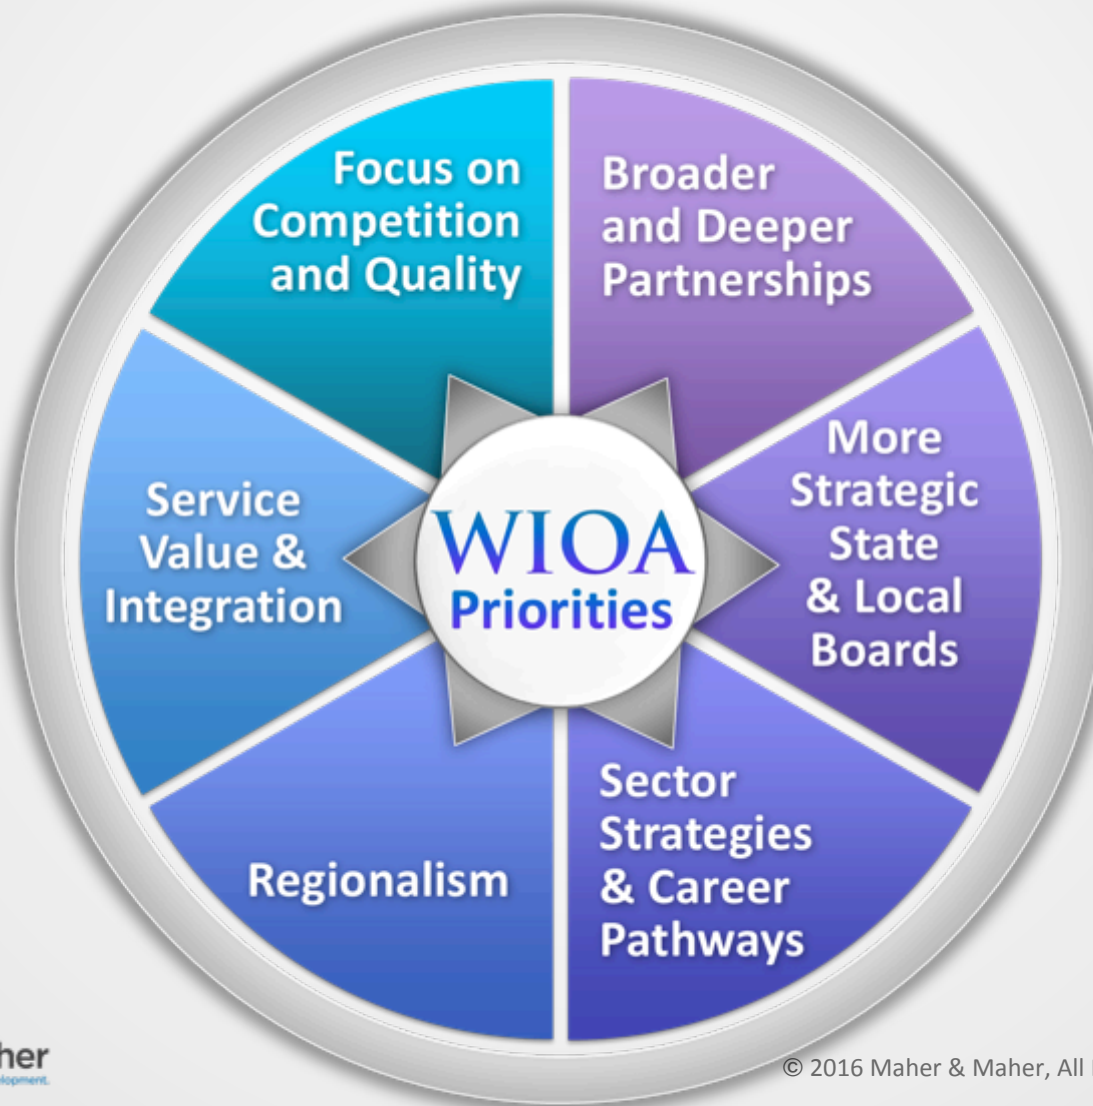 Focus on
Competition
and Quality
Broader
and Deeper
Partnerships
More
Strategic
State
& Local
Boards
Sector
Strategies
& Career
Pathways
Regionalism
Service
Value &
Integration
WIOA
Priorities
© 2016 Maher & Maher, All